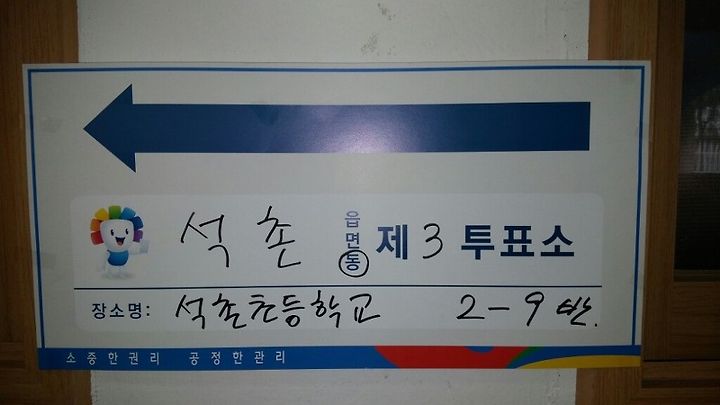 석촌 읍면동 제 3 투표소
장소명: 석촌초등학교 2-9 반.
소중한권리 공정한관리